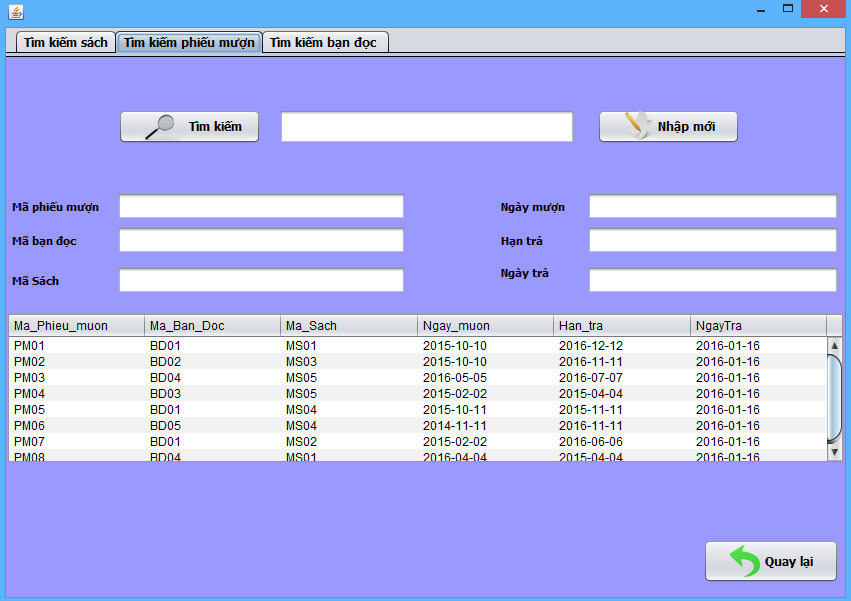 Tìm kiếm sách Tìm kiếm phiếu mượn Tìm kiếm bạn đọc
Tìm kiếm Nhập mới
Mã phiếu mượn Ngày mượn
Mã bạn đọc Hạn trả
Mã Sách Ngày trả
Ma_Phieu_muon Ma_Ban_Doc Ma_Sach Ngay_muon Han_tra NgayTra
PM01 BD01 MS01 2015-10-10 2016-12-12 2016-01-16
PM02 BD02 MS03 2015-10-10 2016-11-11 2016-01-16
PM03 BD04 MS05 2016-05-05 2016-07-07 2016-01-16
PM04 BD03 MS05 2015-02-02 2015-04-04 2016-01-16
PM05 BD01 MS04 2015-10-11 2015-11-11 2016-01-16
PM06 BD05 MS04 2014-11-11 2016-11-11 2016-01-16
PM07 BD01 MS02 2015-02-02 2016-06-06 2016-01-16
PM08 BD04 MS01 2016-04-04 2015-04-04 2016-01-16
Quay lại